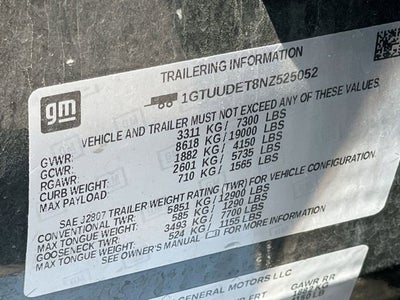 TRAILERING INFORMATION
1GTUUDET8NZ525052
gm
VEHICLE AND TRAILER MUST NOT EXCEED ANY OF THESE VALUES.
GVWR: 3311 KG/ 7300 LBS
GCWR: 8618 KG/ 19000 LBS
RGAWR: 1882 KG/ 4150 LBS
CURB WEIGHT: 2601 KG/ 5735 LBS
MAX PAYLOAD: 710 KG/ 1565 LBS
SAE J2807 TRAILER WEIGHT RATING (TWR) FOR VEHICLE CONFIGURATION.
CONVENTIONAL TWR: 5851 KG/ 12900 LBS
MAX TONGUE WEIGHT: 585 KG/ 1290 LBS
GOOSENECK TWR: 3493 KG/ 7700 LBS
MAX TONGUE WEIGHT: 524 KG/ 1155 LBS
SEE OWNER'S MANUAL FOR MORE INFORMATION
GENERAL MOTORS LLC
GAWR RR